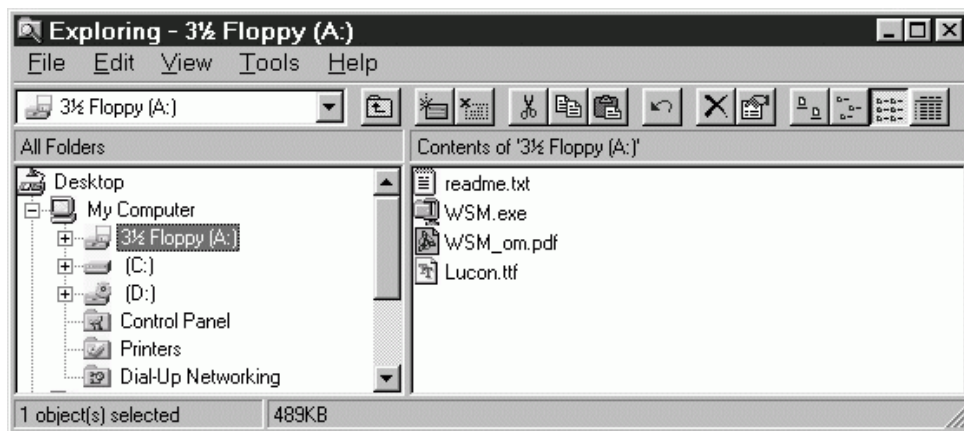 Exploring - 3½ Floppy (A:)
File Edit View Tools Help
3½ Floppy (A:)
All Folders
Contents of '3½ Floppy (A:)'
Desktop
My Computer
3½ Floppy (A:)
(C:)
(D:)
Control Panel
Printers
Dial-Up Networking
readme.txt
WSM.exe
WSM_om.pdf
Lucon.ttf
1 object(s) selected
489KB